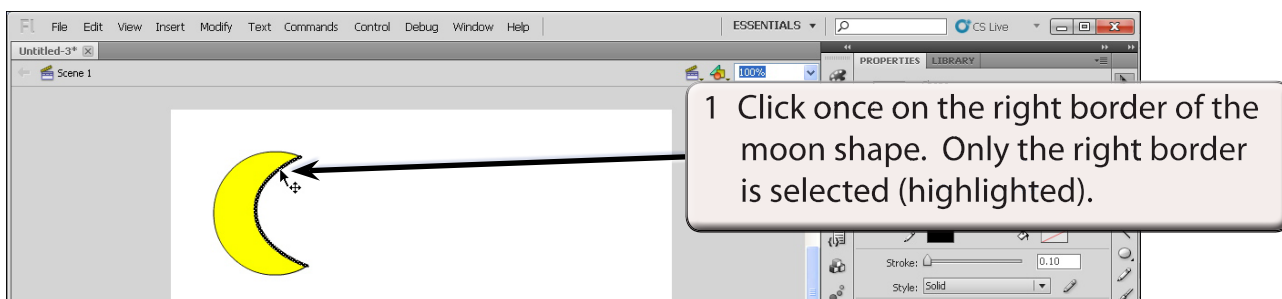 Fl File Edit View Insert Modify Text Commands Control Debug Window Help ESSENTIALS CS Live
Untitled-3*
Scene 1 100%
PROPERTIES LIBRARY
1 Click once on the right border of the
moon shape. Only the right border
is selected (highlighted).
Stroke: 0.10
Style: Solid